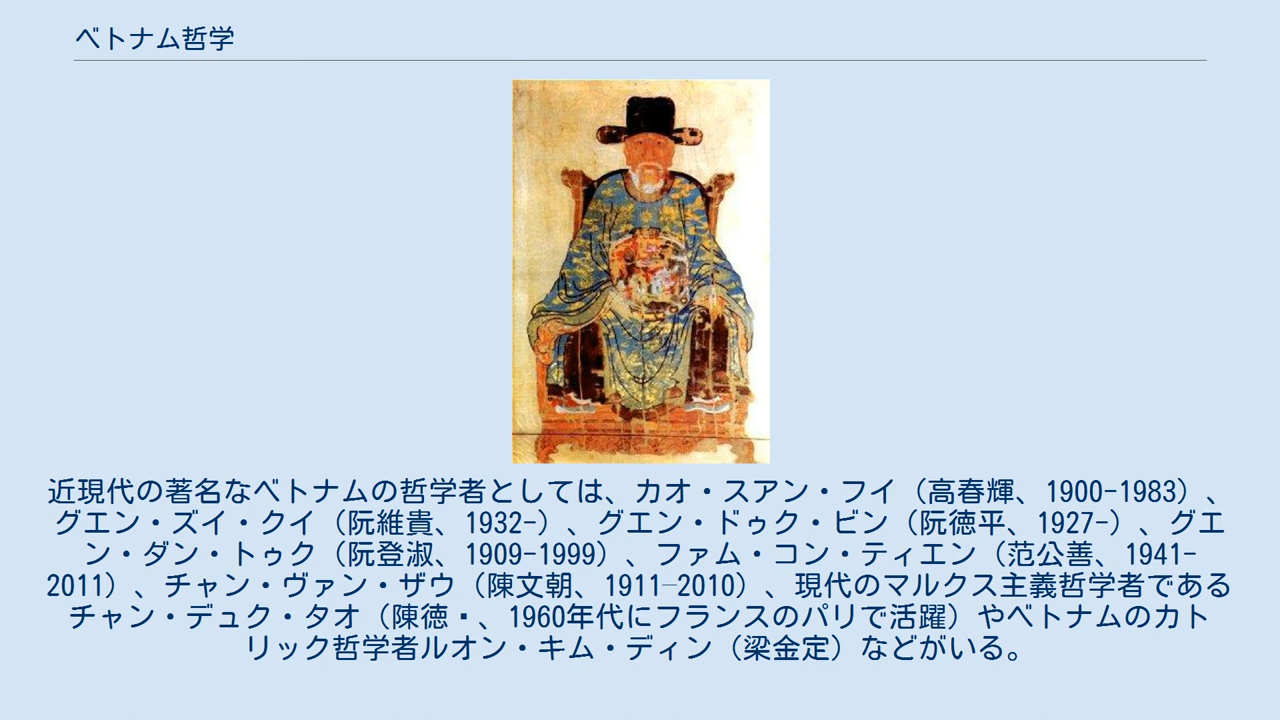 ベトナム哲学
近現代の著名なベトナムの哲学者としては、カオ・スアン・フイ（高春輝、1900-1983）、
グエン・ズイ・クイ（阮維貴、1932-）、グエン・ドゥク・ビン（阮徳平、1927-）、グエ
ン・ダン・トゥク（阮登淑、1909-1999）、ファム・コン・ティエン（范公善、1941-
2011）、チャン・ヴァン・ザウ（陳文朝、1911–2010）、現代のマルクス主義哲学者である
チャン・デュク・タオ（陳徳▪、1960年代にフランスのパリで活躍）やベトナムのカト
リック哲学者ルオン・キム・ディン（梁金定）などがいる。